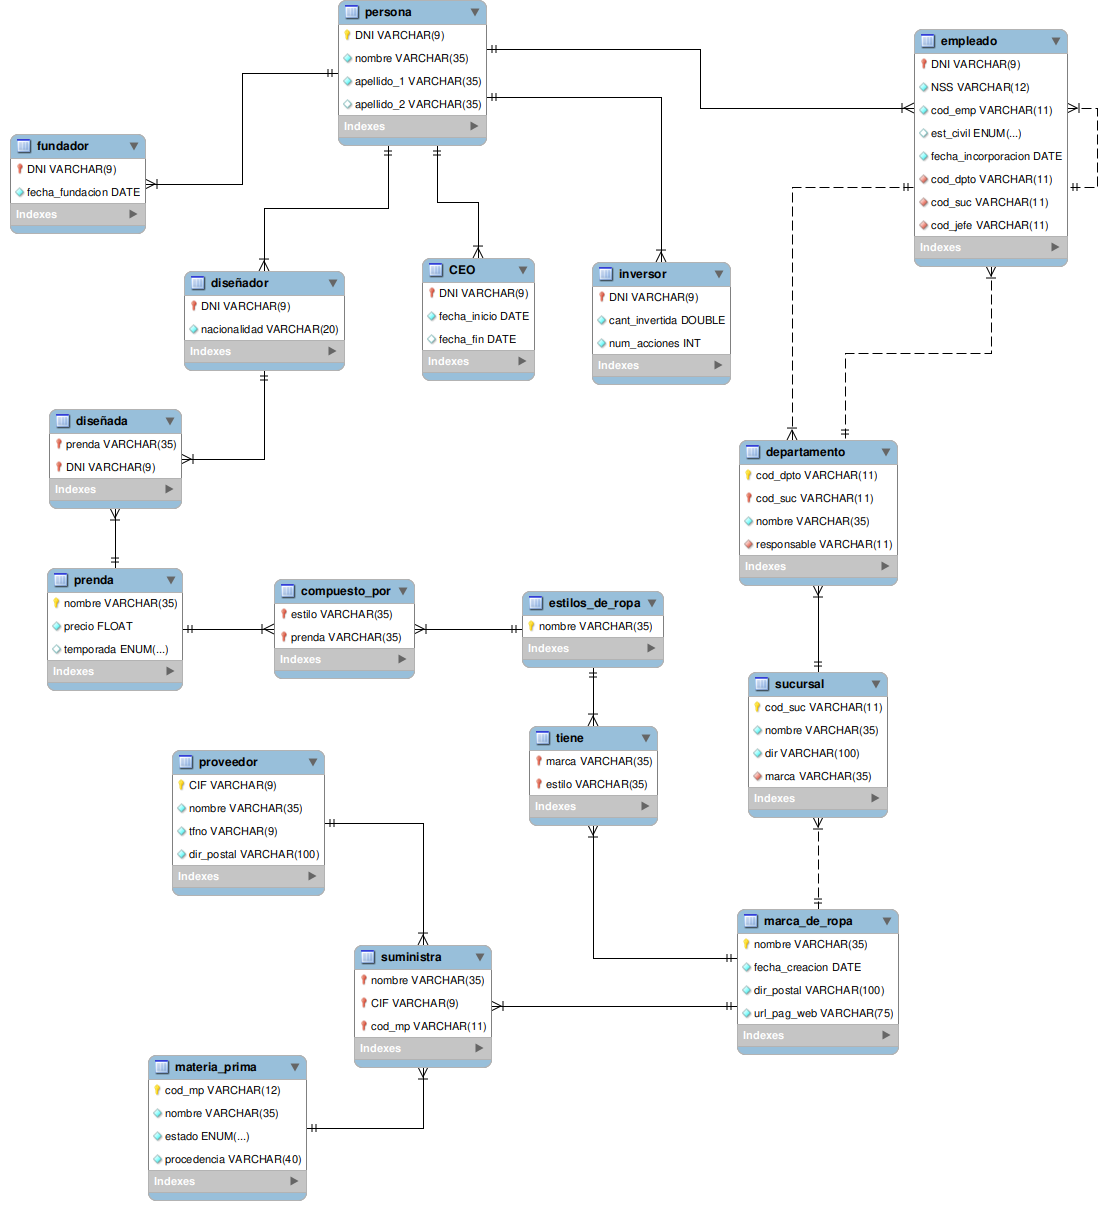 persona
DNI VARCHAR(9)
nombre VARCHAR(35)
apellido_1 VARCHAR(35)
apellido_2 VARCHAR(35)
Indexes
empleado
DNI VARCHAR(9)
NSS VARCHAR(12)
cod_emp VARCHAR(11)
est_civil ENUM(...)
fecha_incorporacion DATE
cod_dpto VARCHAR(11)
cod_suc VARCHAR(11)
cod_jefe VARCHAR(11)
Indexes
fundador
DNI VARCHAR(9)
fecha_fundacion DATE
Indexes
diseñador
DNI VARCHAR(9)
nacionalidad VARCHAR(20)
Indexes
CEO
DNI VARCHAR(9)
fecha_inicio DATE
fecha_fin DATE
Indexes
inversor
DNI VARCHAR(9)
cant_invertida DOUBLE
num_acciones INT
Indexes
diseñada
prenda VARCHAR(35)
DNI VARCHAR(9)
Indexes
departamento
cod_dpto VARCHAR(11)
cod_suc VARCHAR(11)
nombre VARCHAR(35)
responsable VARCHAR(11)
Indexes
prenda
nombre VARCHAR(35)
precio FLOAT
temporada ENUM(...)
Indexes
compuesto_por
estilo VARCHAR(35)
prenda VARCHAR(35)
Indexes
estilos_de_ropa
nombre VARCHAR(35)
Indexes
sucursal
cod_suc VARCHAR(11)
nombre VARCHAR(35)
dir VARCHAR(100)
marca VARCHAR(35)
Indexes
tiene
marca VARCHAR(35)
estilo VARCHAR(35)
Indexes
proveedor
CIF VARCHAR(9)
nombre VARCHAR(35)
tfno VARCHAR(9)
dir_postal VARCHAR(100)
Indexes
marca_de_ropa
nombre VARCHAR(35)
fecha_creacion DATE
dir_postal VARCHAR(100)
url_pag_web VARCHAR(75)
Indexes
suministra
nombre VARCHAR(35)
CIF VARCHAR(9)
cod_mp VARCHAR(11)
Indexes
materia_prima
cod_mp VARCHAR(12)
nombre VARCHAR(35)
estado ENUM(...)
procedencia VARCHAR(40)
Indexes